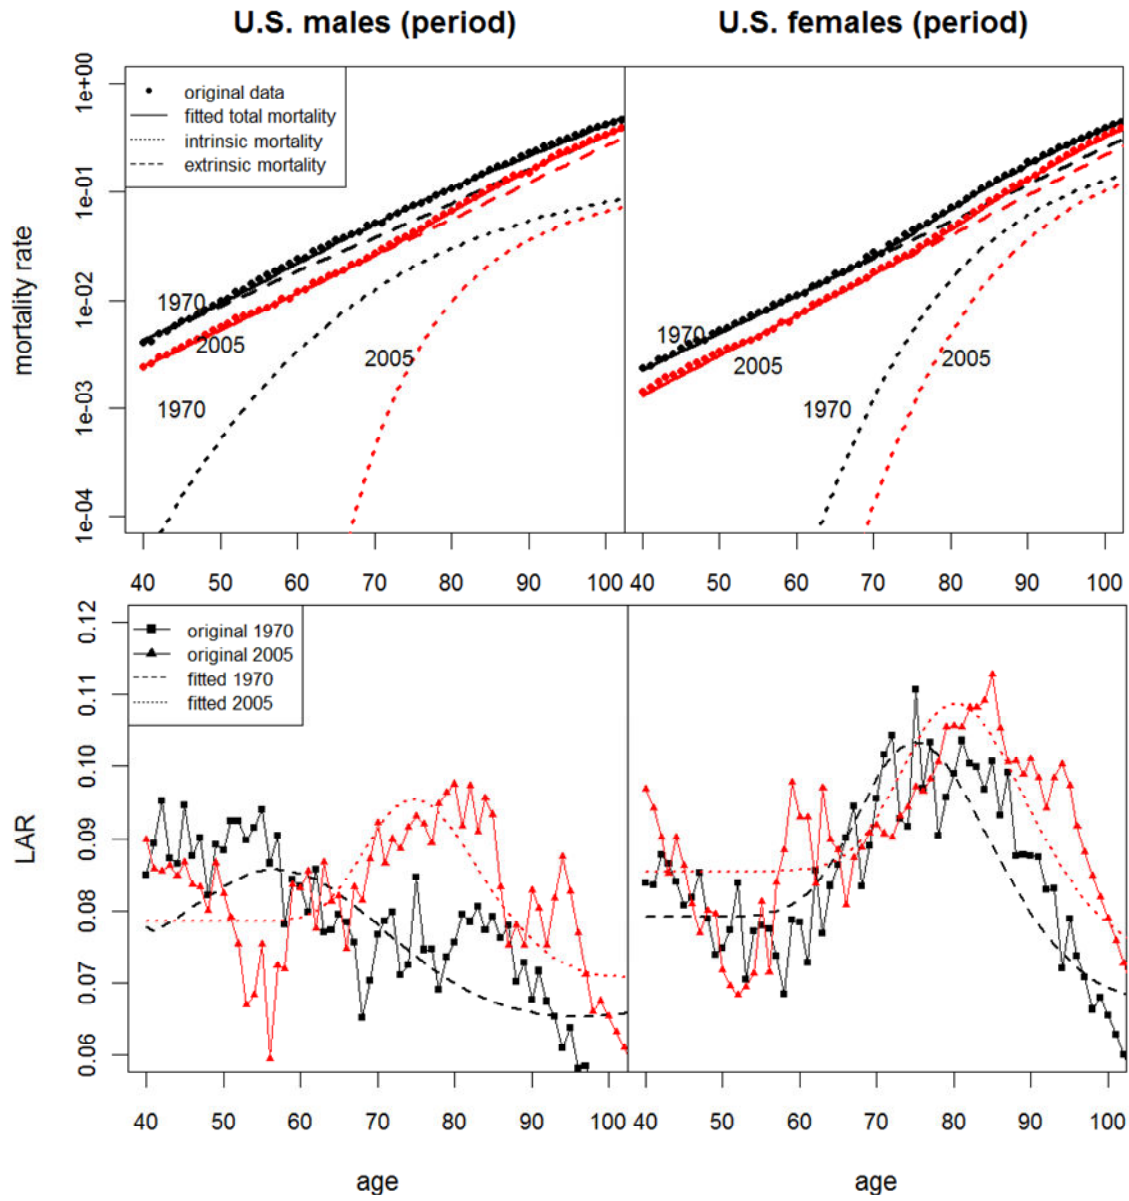 U.S. males (period)
U.S. females (period)
mortality rate
1e+00
1e-01
1e-02
1e-03
1e-04
original data
fitted total mortality
intrinsic mortality
extrinsic mortality
1970
2005
1970
2005
1970
2005
1970
2005
40 50 60 70 80 90 100
40 50 60 70 80 90 100
LAR
0.12
0.11
0.10
0.09
0.08
0.07
0.06
original 1970
original 2005
fitted 1970
fitted 2005
40 50 60 70 80 90 100
40 50 60 70 80 90 100
age
age